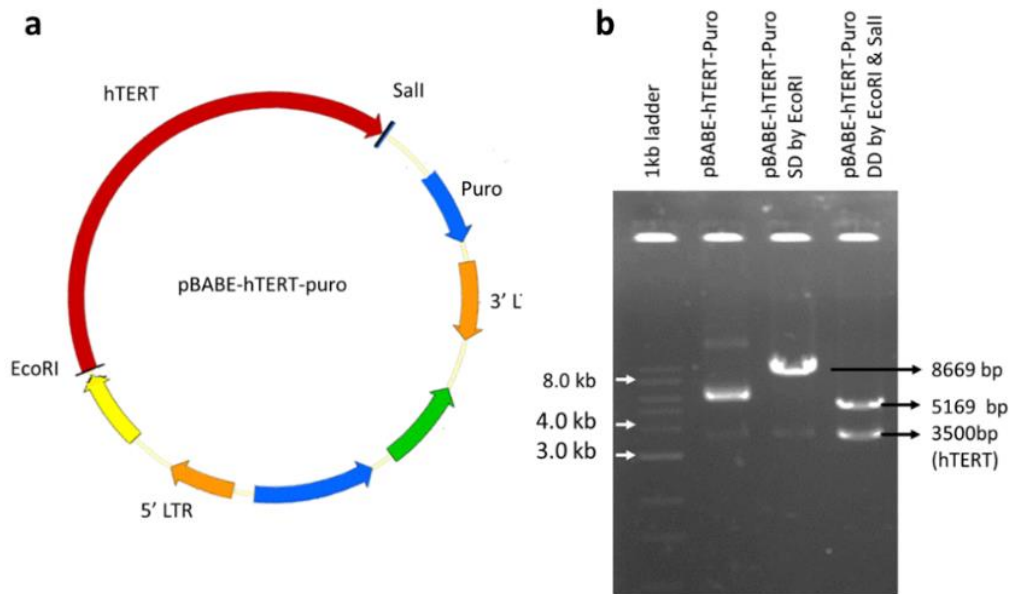 a
hTERT
SalI
Puro
pBABE-hTERT-puro
3' L
EcoRI
5' LTR
b
1kb ladder
pBABE-hTERT-Puro
pBABE-hTERT-Puro
SD by EcoRI
pBABE-hTERT-Puro
DD by EcoRI & SalI
8.0 kb
4.0 kb
3.0 kb
8669 bp
5169 bp
3500bp
(hTERT)